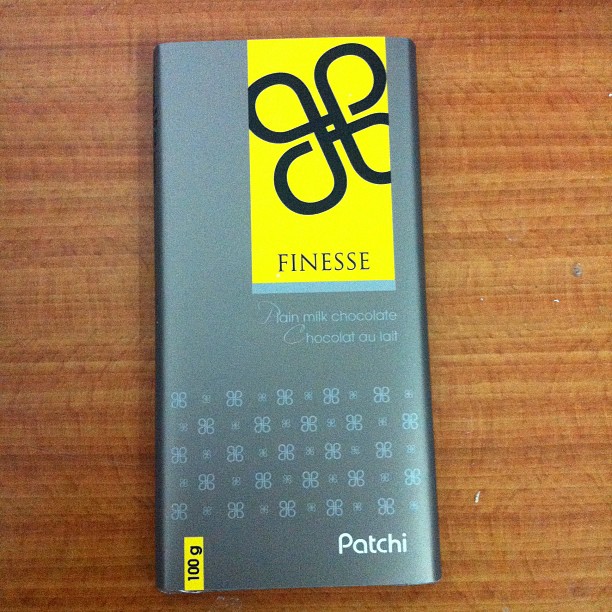 FINESSE
Plain milk chocolate
Chocolat au lait
Patchi
100 g